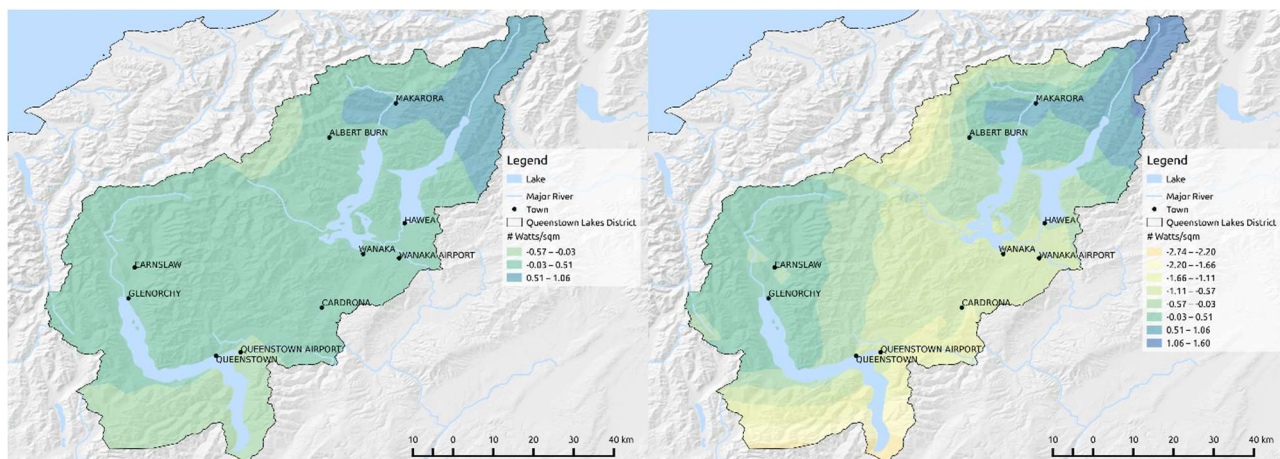 MAKARORA
ALBERT BURN
Legend
Lake
Major River
Town
Queenstown Lakes District
# Watts/sqm
-0.57 – -0.03
-0.03 – 0.51
0.51 – 1.06
HAWEA
WANAKA
WANAKA AIRPORT
EARNSLAW
GLENORCHY
CARDRONA
QUEENSTOWN AIRPORT
QUEENSTOWN
10 0 10 20 30 40 km
MAKARORA
ALBERT BURN
Legend
Lake
Major River
Town
Queenstown Lakes District
# Watts/sqm
-2.74 – -2.20
-2.20 – -1.66
-1.66 – -1.11
-1.11 – -0.57
-0.57 – -0.03
-0.03 – 0.51
0.51 – 1.06
1.06 – 1.60
HAWEA
WANAKA
WANAKA AIRPORT
EARNSLAW
GLENORCHY
CARDRONA
QUEENSTOWN AIRPORT
QUEENSTOWN
10 0 10 20 30 40 km